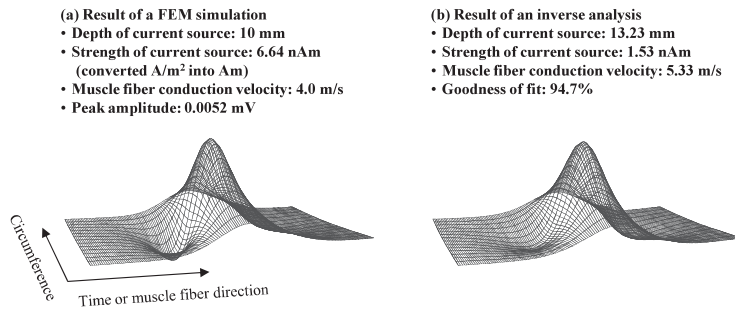 (a) Result of a FEM simulation
• Depth of current source: 10 mm
• Strength of current source: 6.64 nAm
(converted A/m² into Am)
• Muscle fiber conduction velocity: 4.0 m/s
• Peak amplitude: 0.0052 mV
(b) Result of an inverse analysis
• Depth of current source: 13.23 mm
• Strength of current source: 1.53 nAm
• Muscle fiber conduction velocity: 5.33 m/s
• Goodness of fit: 94.7%
Circumference
Time or muscle fiber direction